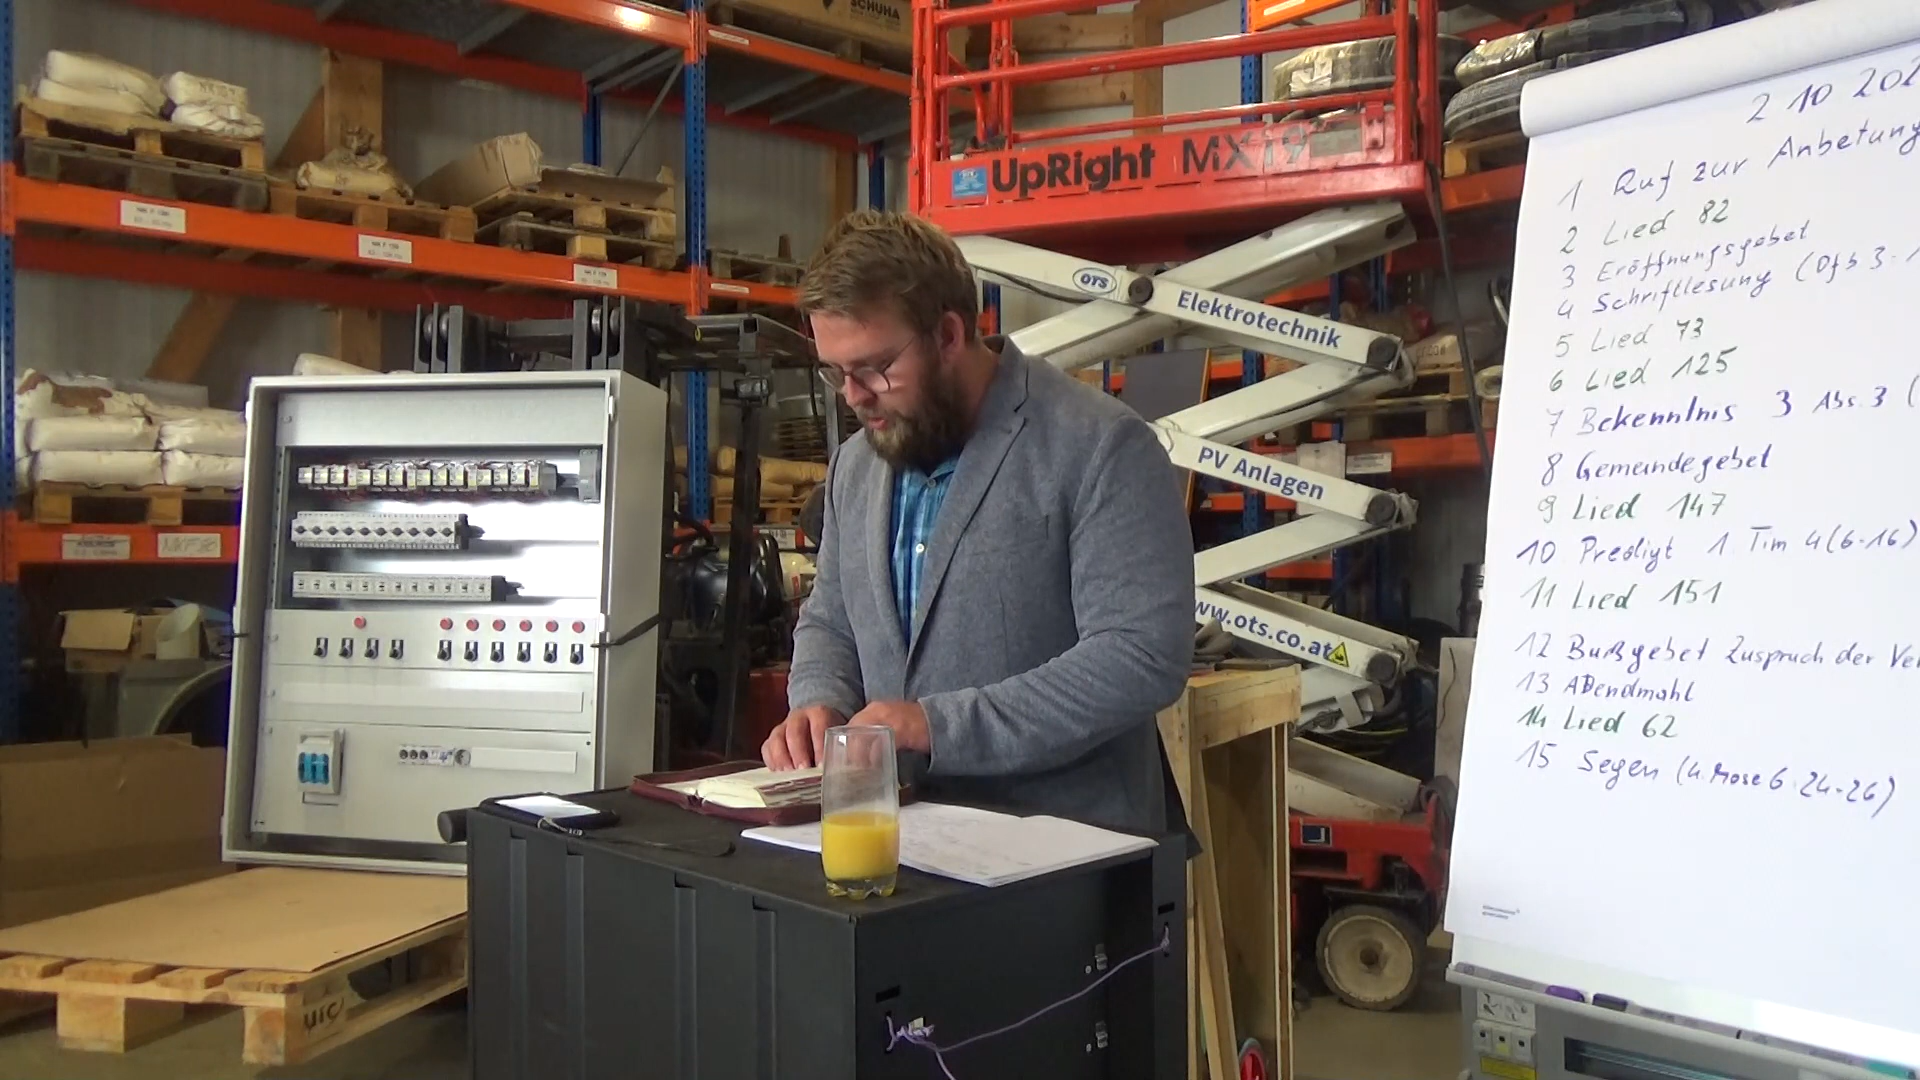 SCHUHA
UpRight MX19
OTS
Elektrotechnik
PV Anlagen
www.ots.co.at
UIC
2 10 202
1 Ruf zur Anbetung
2 Lied 82
3 Eröffnungsgebet
4 Schriftlesung (Ofb 3.
5 Lied 73
6 Lied 125
7 Bekenntnis 3 Abs. 3 (
8 Gemeindegebet
9 Lied 147
10 Predigt 1. Tim 4(6-16)
11 Lied 151
12 Bußgebet Zuspruch der Ve
13 ABendmahl
14 Lied 62
15 Segen (4. Mose 6.24-26)